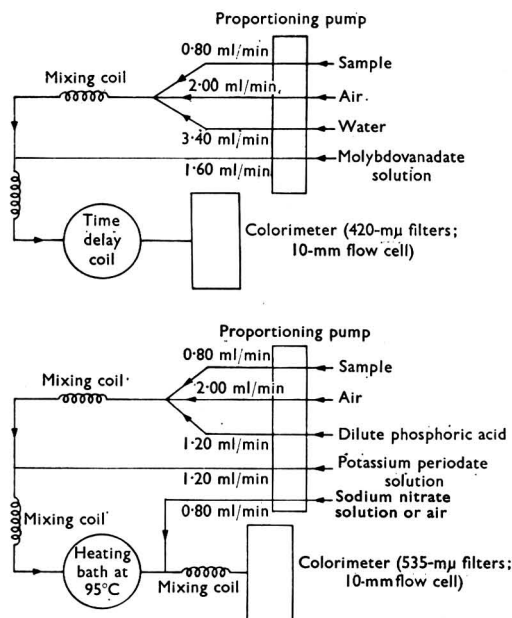 Proportioning pump
0·80 ml/min
Sample
Mixing coil
2·00 ml/min,
Air.
Water
3·40 ml/min
Molybdovanadate
solution
1·60 ml/min
Time
delay
coil
Colorimeter (420-mµ filters;
10-mm flow cell)
Proportioning pump
0·80 ml/min
Sample
Mixing coil·
2·00 ml/min
Air
Dilute phosphoric acid
1·20 ml/min
Potassium periodate
solution
1·20 ml/min
Sodium nitrate
solution or air
0·80 ml/min
Mixing coil
Heating
bath at
95°C
Mixing coil
Colorimeter (535-mµ filters;
10-mm flow cell)